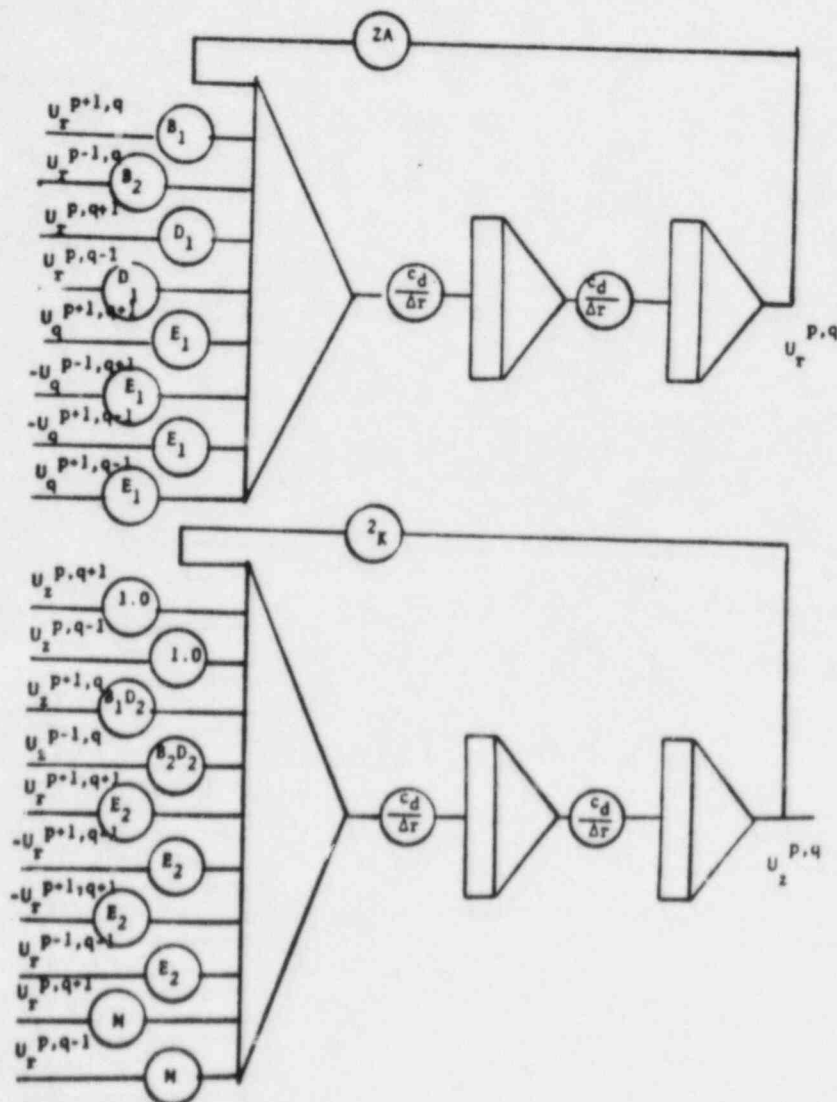 2A
U_r^{p+1,q} B_1
U_r^{p-1,q} B_2
U_r^{p,q+1} D_1
U_r^{p,q-1} D_1
U_q^{p+1,q+1} E_1
-U_q^{p-1,q+1} E_1
-U_q^{p+1,q-1} E_1
U_q^{p+1,q-1} E_1
c_d/Δr
c_d/Δr
U_r^{p,q}
2_K
U_z^{p,q+1} 1.0
U_z^{p,q-1} 1.0
U_z^{p+1,q} B_1D_2
U_z^{p-1,q} B_2D_2
U_r^{p+1,q+1} E_2
-U_r^{p+1,q-1} E_2
-U_r^{p+1,q+1} E_2
U_r^{p-1,q-1} E_2
U_r^{p,q+1} M
U_r^{p,q-1} M
c_d/Δr
c_d/Δr
U_z^{p,q}